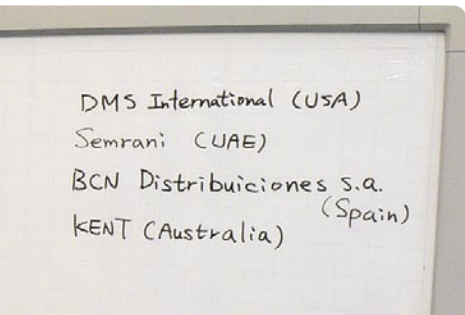 DMS International (USA)
Semrani (UAE)
BCN Distribuiciones s.a.
(Spain)
KENT (Australia)